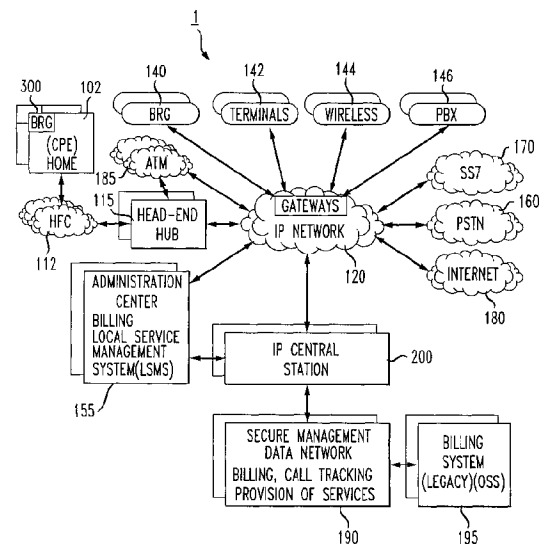 1
140
142
144
146
300
102
BRG
TERMINALS
WIRELESS
PBX
BRG
(CPE)
HOME
ATM
185
SS7
170
115
HEAD-END
HUB
GATEWAYS
IP NETWORK
PSTN
160
HFC
112
120
INTERNET
180
ADMINISTRATION
CENTER
BILLING
LOCAL SERVICE
MANAGEMENT
SYSTEM(LSMS)
155
IP CENTRAL
STATION
200
SECURE MANAGEMENT
DATA NETWORK
BILLING, CALL TRACKING
PROVISION OF SERVICES
190
BILLING
SYSTEM
(LEGACY)(OSS)
195